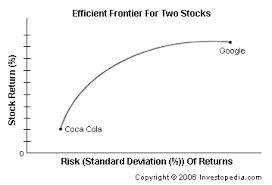 Efficient Frontier For Two Stocks
Google
Stock Return (%)
Coca Cola
Risk (Standard Deviation (%)) Of Returns
Copyright © 2006 Investopedia.com